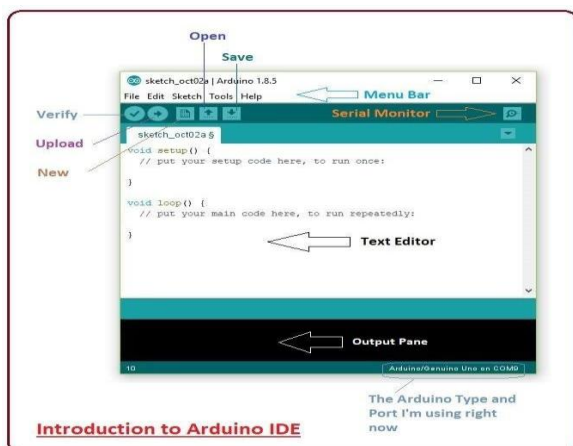 Open
Save
sketch_oct02a | Arduino 1.8.5
File Edit Sketch Tools Help
Menu Bar
Verify
Serial Monitor
Upload
sketch_oct02a §
New
void setup() {
// put your setup code here, to run once:
}
void loop() {
// put your main code here, to run repeatedly:
}
Text Editor
Output Pane
10
Arduino/Genuino Uno on COM9
The Arduino Type and
Port I'm using right
now
Introduction to Arduino IDE